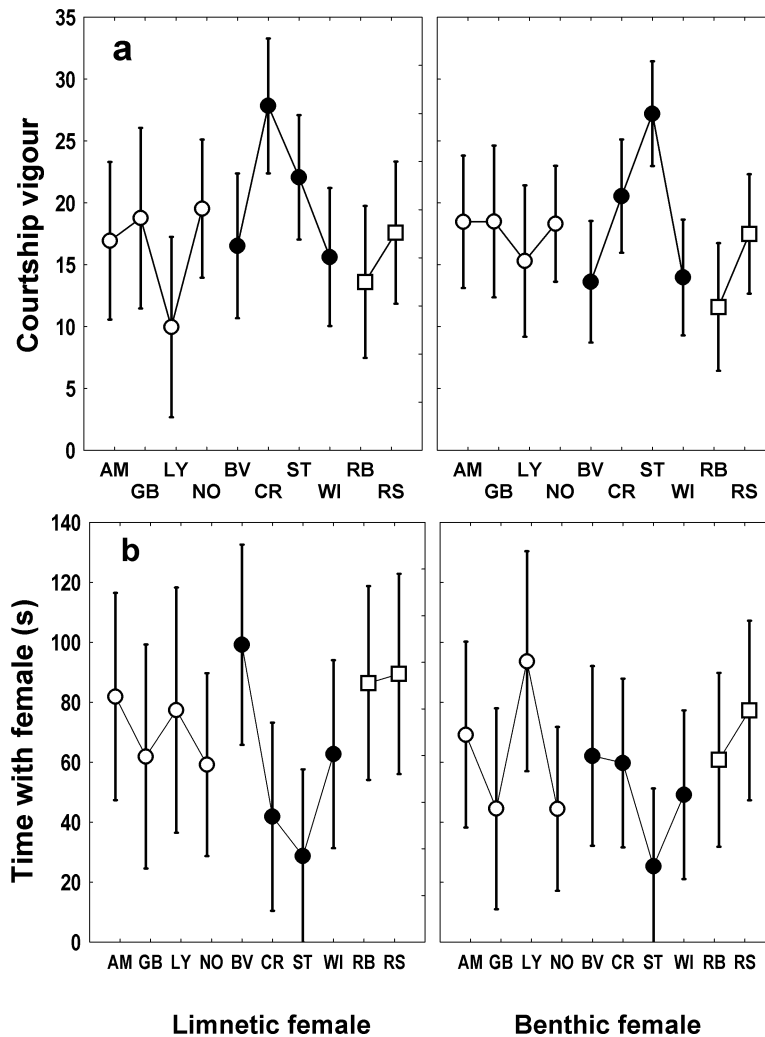 a
Courtship vigour
35
30
25
20
15
10
5
0
AM LY BV ST RB AM LY BV ST RB
GB NO CR WI RS GB NO CR WI RS
b
Time with female (s)
140
120
100
80
60
40
20
0
AM GB LY NO BV CR ST WI RB RS AM GB LY NO BV CR ST WI RB RS
Limnetic female Benthic female